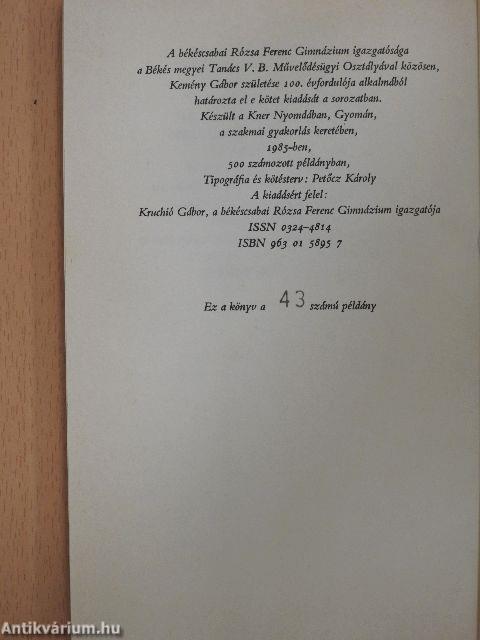 A békéscsabai Rózsa Ferenc Gimnázium igazgatósága
a Békés megyei Tanács V. B. Művelődésügyi Osztályával közösen,
Kemény Gábor születése 100. évfordulója alkalmából
határozta el e kötet kiadását a sorozatban.
Készült a Kner Nyomdában, Gyomán,
a szakmai gyakorlás keretében,
1983-ben,
500 számozott példányban,
Tipográfia és kötésterv: Petőcz Károly
A kiadásért felel:
Kruchió Gábor, a békéscsabai Rózsa Ferenc Gimnázium igazgatója
ISSN 0324-4814
ISBN 963 01 5895 7
Ez a könyv a 43 számú példány
Antikvárium.hu